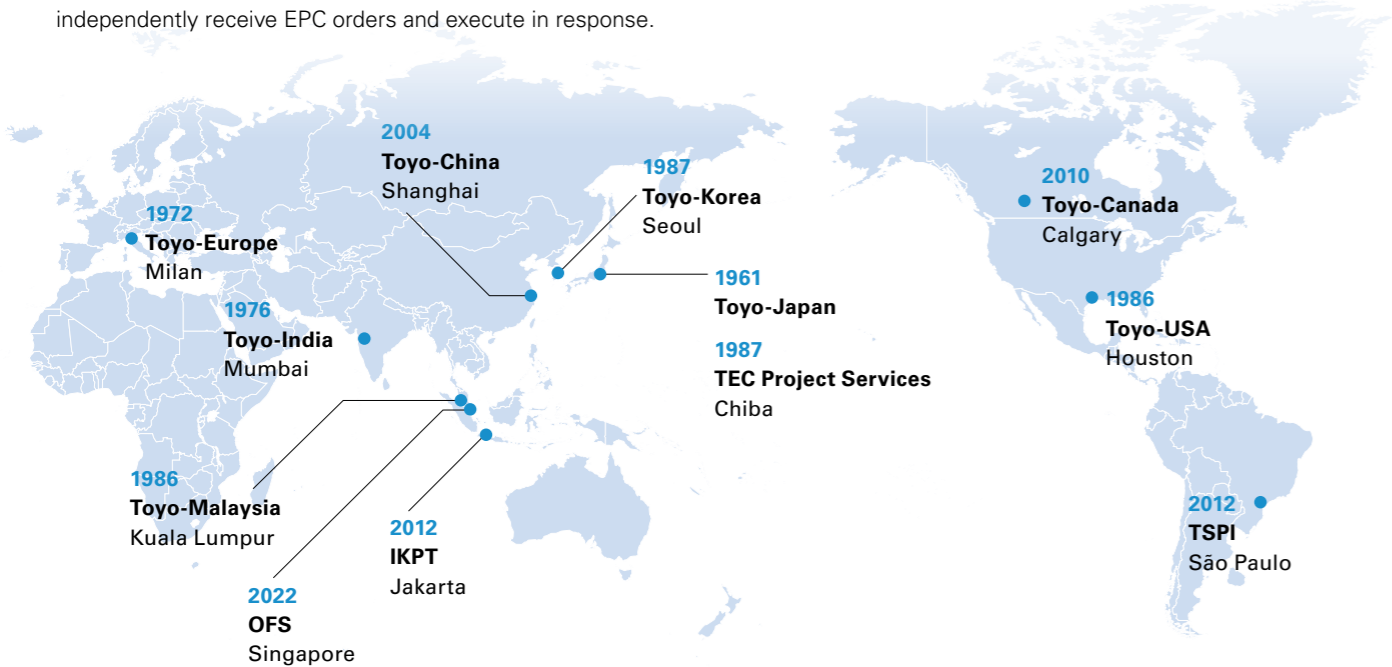 independently receive EPC orders and execute in response.
2004
Toyo-China
Shanghai
1987
Toyo-Korea
Seoul
2010
Toyo-Canada
Calgary
1972
Toyo-Europe
Milan
1961
Toyo-Japan
1976
Toyo-India
Mumbai
1986
Toyo-USA
Houston
1987
TEC Project Services
Chiba
1986
Toyo-Malaysia
Kuala Lumpur
2012
IKPT
Jakarta
2012
TSPI
São Paulo
2022
OFS
Singapore